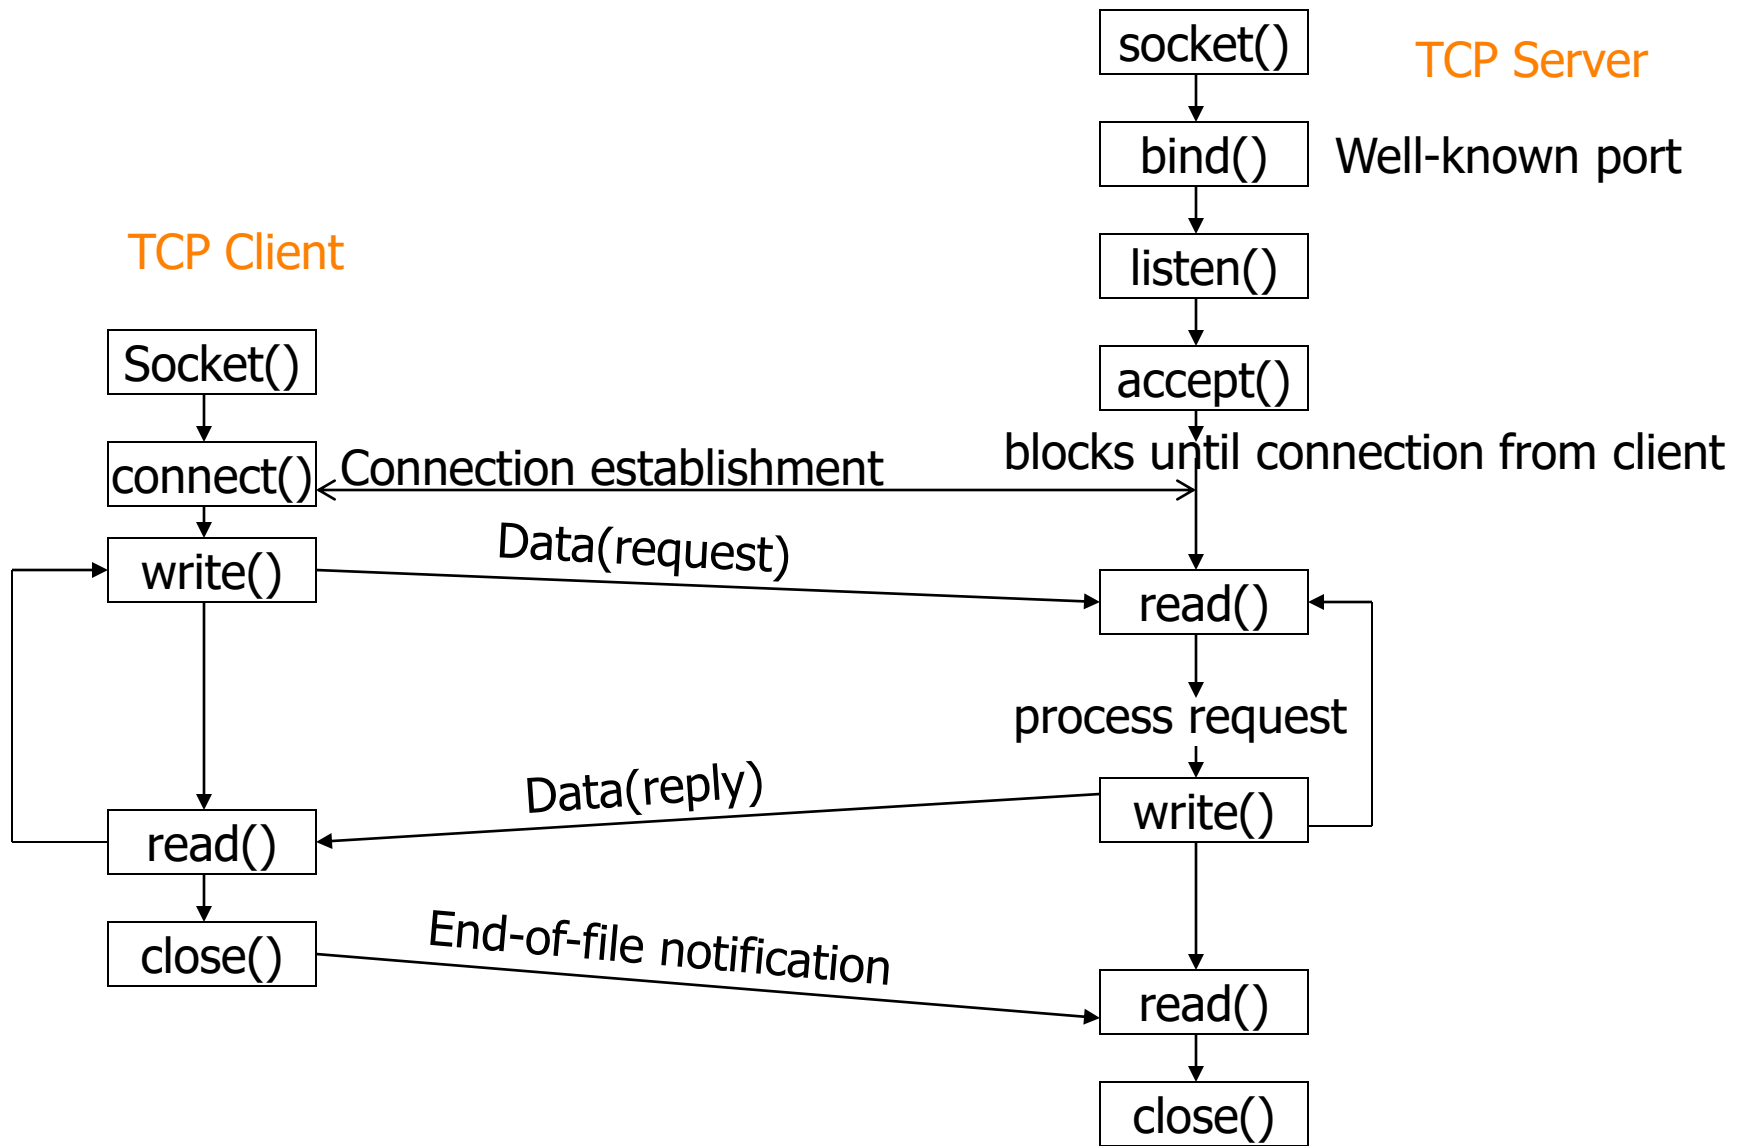 socket()
TCP Server
bind()
Well-known port
TCP Client
listen()
Socket()
accept()
connect()
Connection establishment
blocks until connection from client
Data(request)
write()
read()
process request
Data(reply)
write()
read()
End-of-file notification
close()
read()
close()